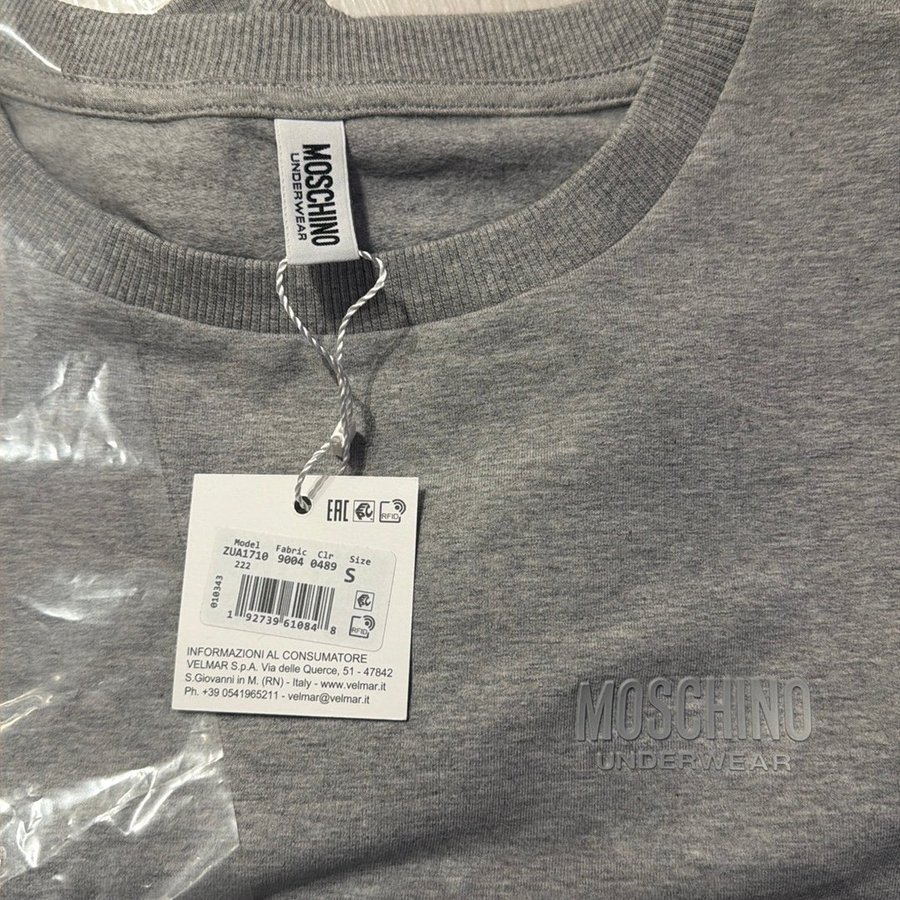 MOSCHINO
UNDERWEAR
EAC
RFID
Model Fabric Clr Size
ZUA1710 9004 0489 S
222
010343
1 92739 61084 8
RFID
INFORMAZIONI AL CONSUMATORE
VELMAR S.p.A. Via delle Querce, 51 - 47842
S.Giovanni in M. (RN) - Italy - www.velmar.it
Ph. +39 0541965211 - velmar@velmar.it
MOSCHINO
UNDERWEAR